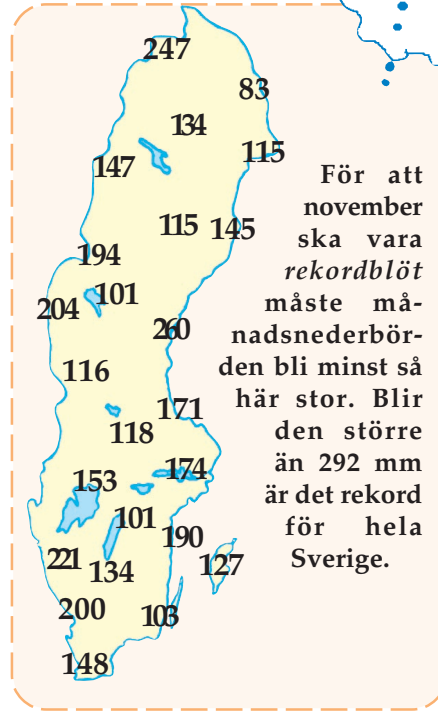 247
83
134
115
147
115
145
194
101
204
260
116
171
118
174
153
101
190
221
134
127
200
103
148
För att
november
ska vara
rekordblöt
måste må-
nadsnederbör-
den bli minst så
här stor. Blir
den större
än 292 mm
är det rekord
för hela
Sverige.